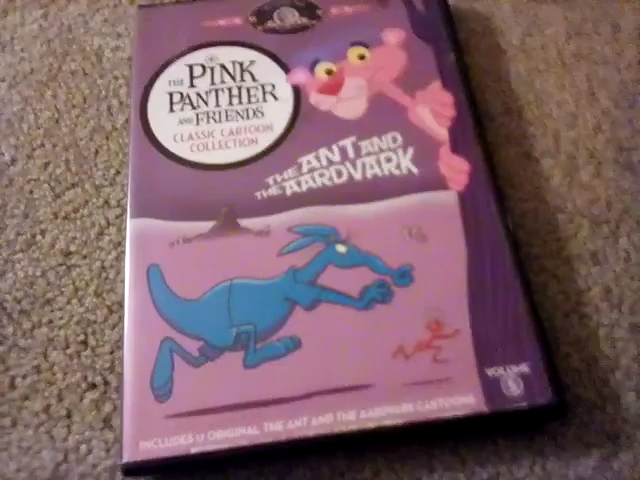 THE
PINK
PANTHER
AND FRIENDS
CLASSIC CARTOON
COLLECTION
THE ANT AND
THE AARDVARK
VOLUME
5
INCLUDES 17 ORIGINAL THE ANT AND THE AARDVARK CARTOONS